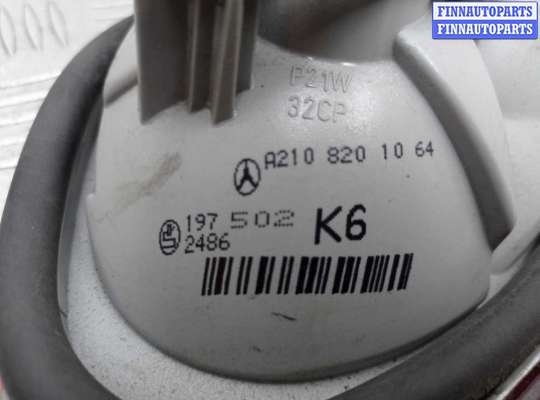 FINNAUTOPARTS
FINNAUTOPARTS
P21W
32CP
A210 820 10 64
197 502 K6
2486